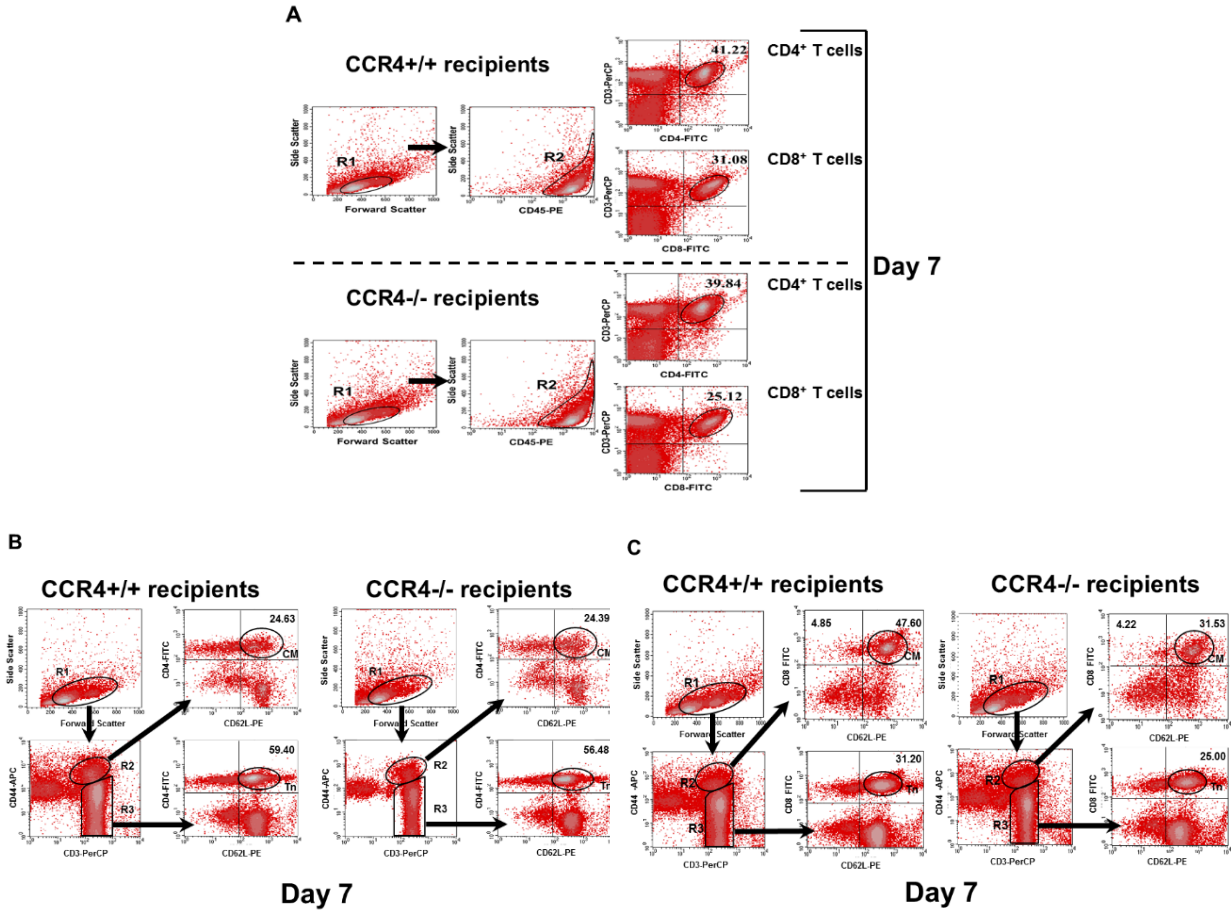 A
CCR4+/+ recipients
41.22
CD4+ T cells
CD3-PerCP
CD4-FITC
Side Scatter
R1
Forward Scatter
Side Scatter
R2
CD45-PE
31.08
CD8+ T cells
CD3-PerCP
CD8-FITC
Day 7
CCR4-/- recipients
39.84
CD4+ T cells
CD3-PerCP
CD4-FITC
Side Scatter
R1
Forward Scatter
Side Scatter
R2
CD45-PE
25.12
CD8+ T cells
CD3-PerCP
CD8-FITC
B
CCR4+/+ recipients
CCR4-/- recipients
Side Scatter
R1
Forward Scatter
CD4-FITC
24.63
CM
CD62L-PE
Side Scatter
R1
Forward Scatter
CD4-FITC
24.39
CM
CD62L-PE
CD44-APC
R2
R3
CD3-PerCP
CD4-FITC
59.40
Tn
CD62L-PE
CD44-APC
R2
R3
CD3-PerCP
CD4-FITC
56.48
Tn
CD62L-PE
Day 7
C
CCR4+/+ recipients
CCR4-/- recipients
Side Scatter
R1
Forward Scatter
CD8 FITC
4.85
47.60
CM
CD62L-PE
Side Scatter
R1
Forward Scatter
CD8 FITC
4.22
31.53
CM
CD62L-PE
CD44 -APC
R2
R3
CD3-PerCP
CD8 FITC
31.20
Tn
CD62L-PE
CD44 -APC
R2
R3
CD3-PerCP
CD8 FITC
25.00
Tn
CD62L-PE
Day 7